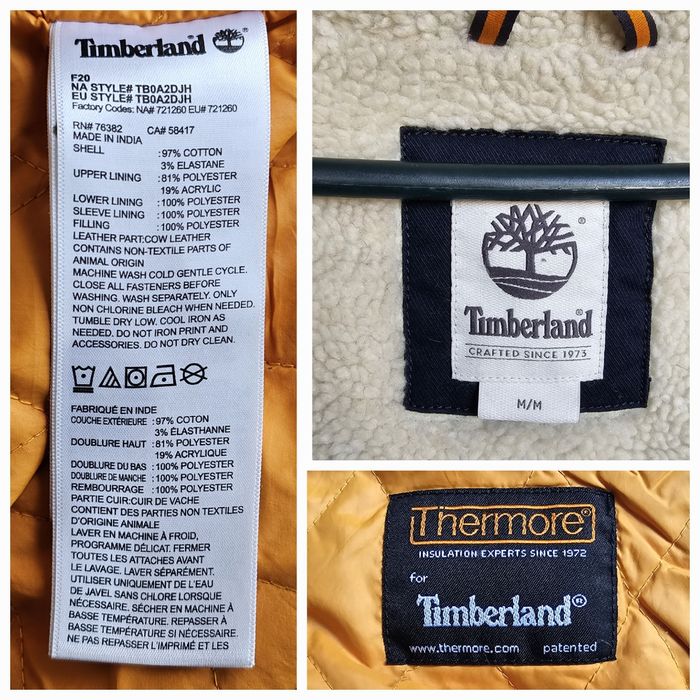 Timberland ®
F20
NA STYLE# TB0A2DJH
EU STYLE# TB0A2DJH
Factory Codes: NA# 721260 EU# 721260
RN# 76382 CA# 58417
MADE IN INDIA
SHELL : 97% COTTON
3% ELASTANE
UPPER LINING : 81% POLYESTER
19% ACRYLIC
LOWER LINING : 100% POLYESTER
SLEEVE LINING : 100% POLYESTER
FILLING : 100% POLYESTER
LEATHER PART:COW LEATHER
CONTAINS NON-TEXTILE PARTS OF
ANIMAL ORIGIN
MACHINE WASH COLD GENTLE CYCLE.
CLOSE ALL FASTENERS BEFORE
WASHING. WASH SEPARATELY. ONLY
NON CHLORINE BLEACH WHEN NEEDED.
TUMBLE DRY LOW. COOL IRON AS
NEEDED. DO NOT IRON PRINT AND
ACCESSORIES. DO NOT DRY CLEAN.
FABRIQUÉ EN INDE
COUCHE EXTÉRIEURE : 97% COTTON
3% ÉLASTHANNE
DOUBLURE HAUT : 81% POLYESTER
19% ACRYLIQUE
DOUBLURE DU BAS : 100% POLYESTER
DOUBLURE DE MANCHE : 100% POLYESTER
REMBOURRAGE : 100% POLYESTER
PARTIE CUIR:CUIR DE VACHE
CONTIENT DES PARTIES NON TEXTILES
D'ORIGINE ANIMALE
LAVER EN MACHINE À FROID,
PROGRAMME DÉLICAT. FERMER
TOUTES LES ATTACHES AVANT
LE LAVAGE. LAVER SÉPARÉMENT.
UTILISER UNIQUEMENT DE L'EAU
DE JAVEL SANS CHLORE LORSQUE
NÉCESSAIRE. SÉCHER EN MACHINE À
BASSE TEMPÉRATURE. REPASSER À
BASSE TEMPÉRATURE SI NÉCESSAIRE.
NE PAS REPASSER L'IMPRIMÉ ET LES
®
Timberland
CRAFTED SINCE 1973
M/M
Thermore®
INSULATION EXPERTS SINCE 1972
for
Timberland®
www.thermore.com patented